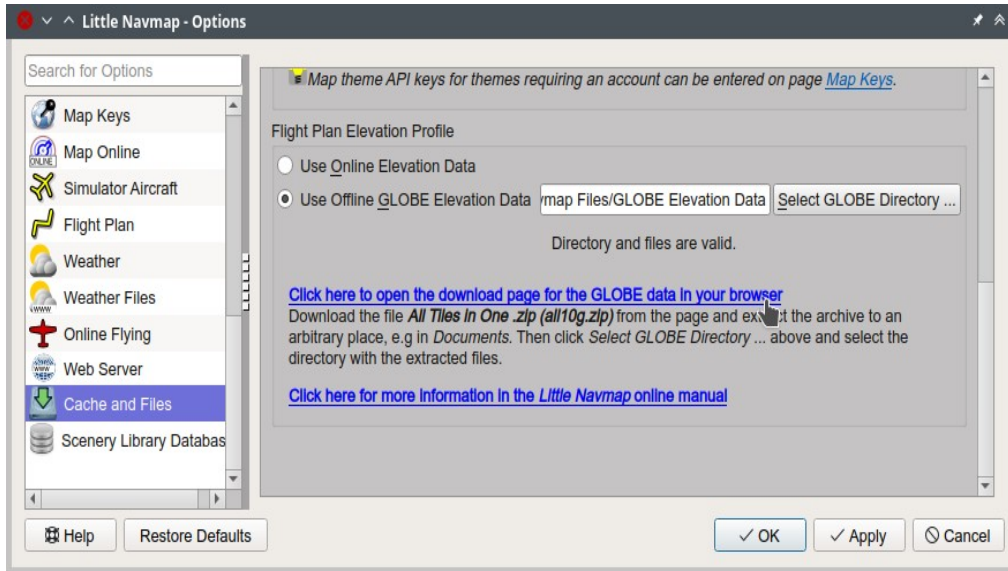 Little Navmap - Options
Search for Options
Map Keys
Map Online
Simulator Aircraft
Flight Plan
Weather
Weather Files
Online Flying
Web Server
Cache and Files
Scenery Library Databas
Map theme API keys for themes requiring an account can be entered on page Map Keys.
Flight Plan Elevation Profile
Use Online Elevation Data
Use Offline GLOBE Elevation Data map Files/GLOBE Elevation Data Select GLOBE Directory ...
Directory and files are valid.
Click here to open the download page for the GLOBE data in your browser
Download the file All Tiles in One .zip (all10g.zip) from the page and extract the archive to an
arbitrary place, e.g in Documents. Then click Select GLOBE Directory ... above and select the
directory with the extracted files.
Click here for more information in the Little Navmap online manual
Help Restore Defaults OK Apply Cancel